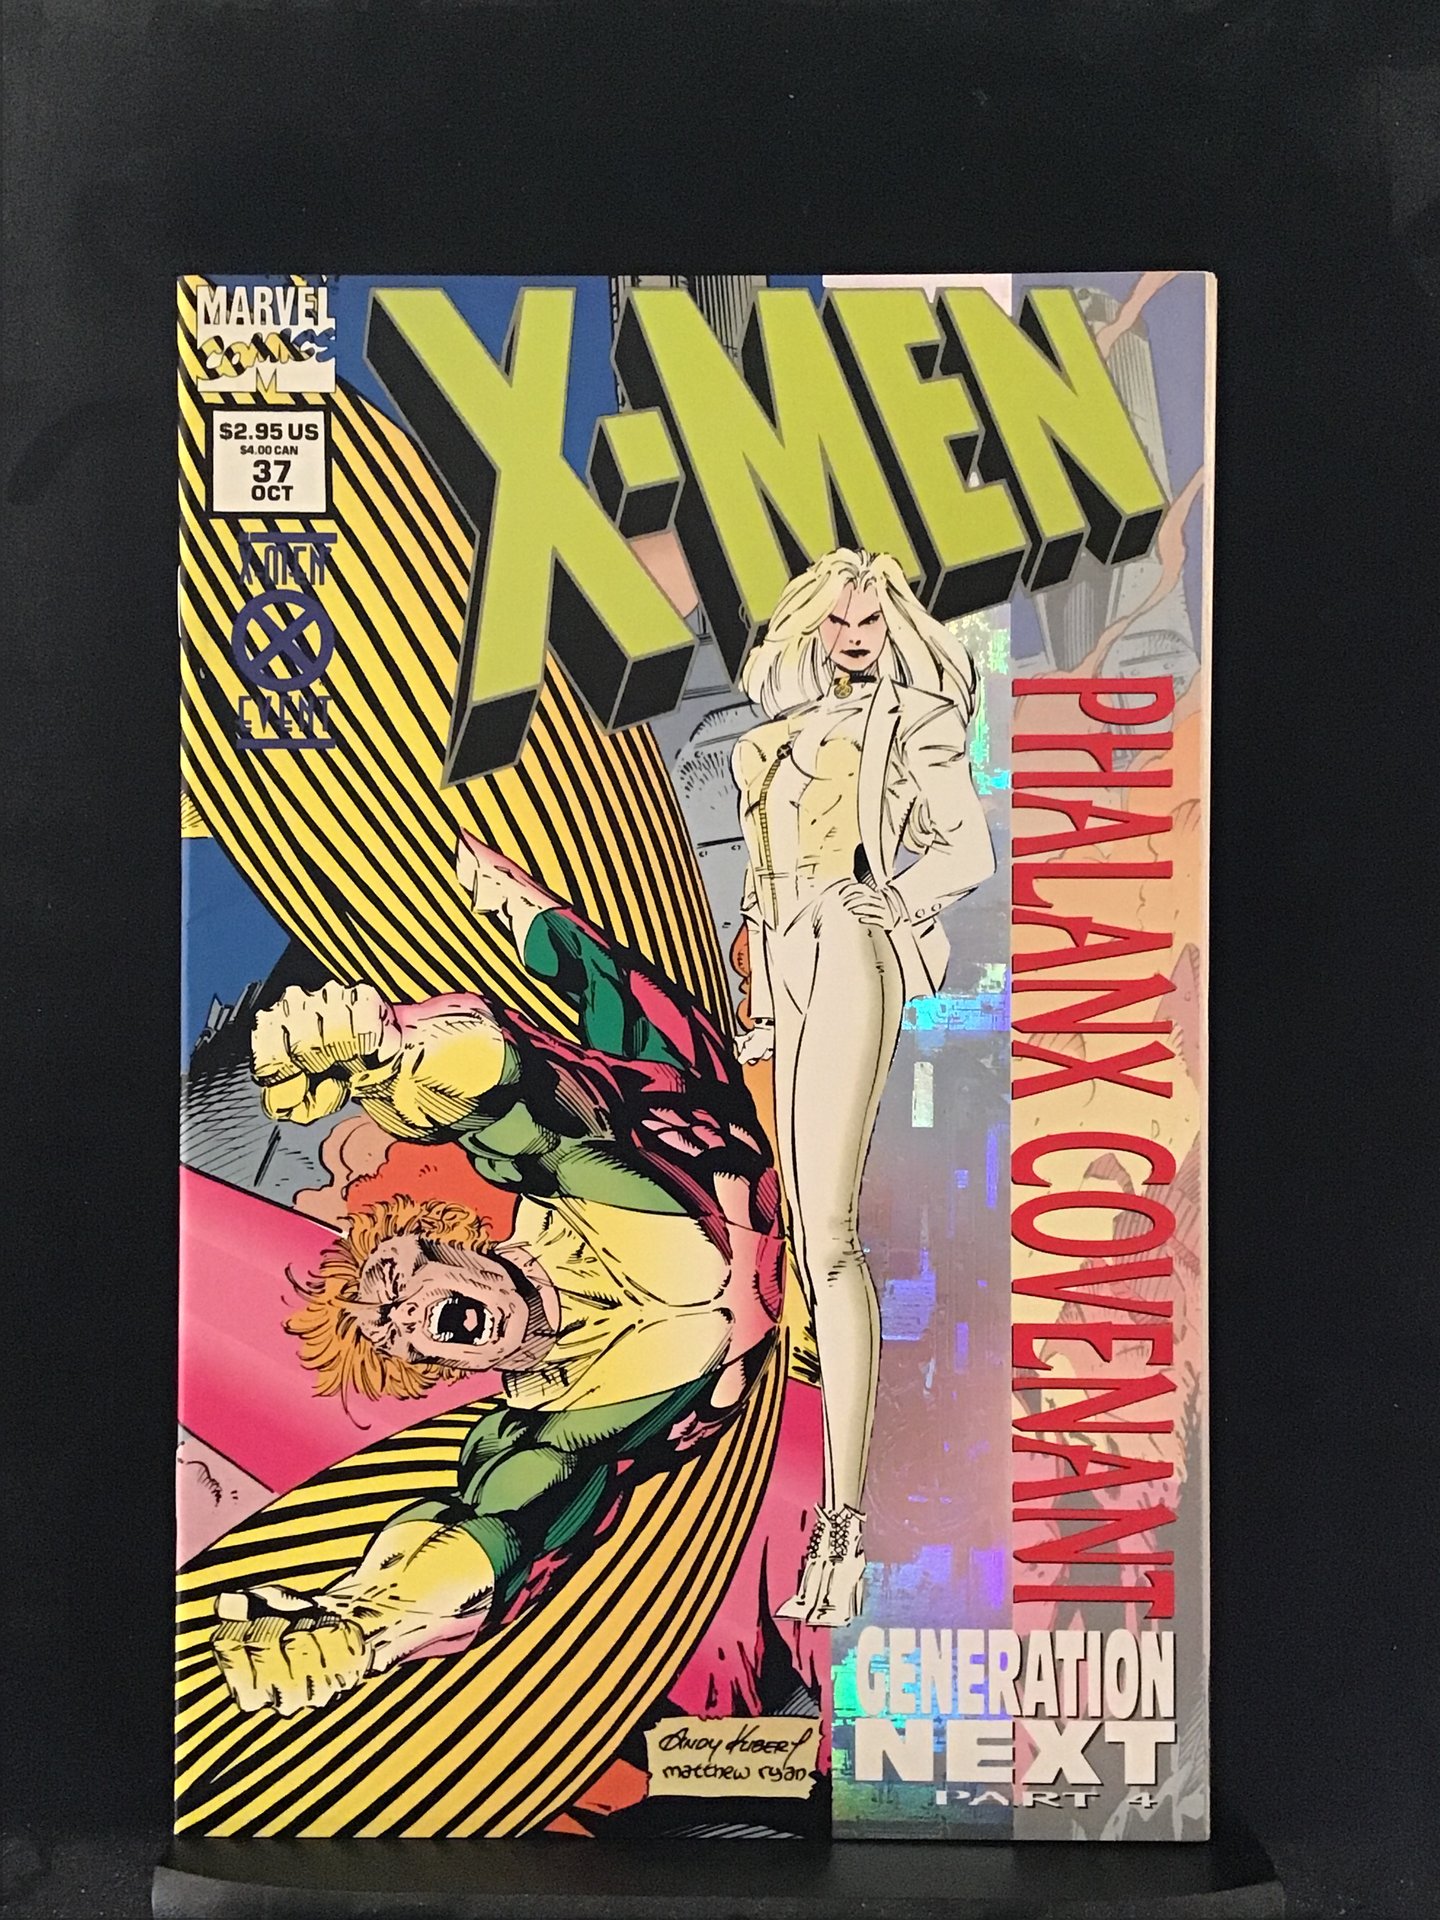 MARVEL
COMICS
M
$2.95 US
$4.00 CAN
37
OCT
X-MEN
X
EVENT
X-MEN
PHALANX COVENANT
GENERATION
NEXT
PART 4
ANDY KUBERT
matthew ryan